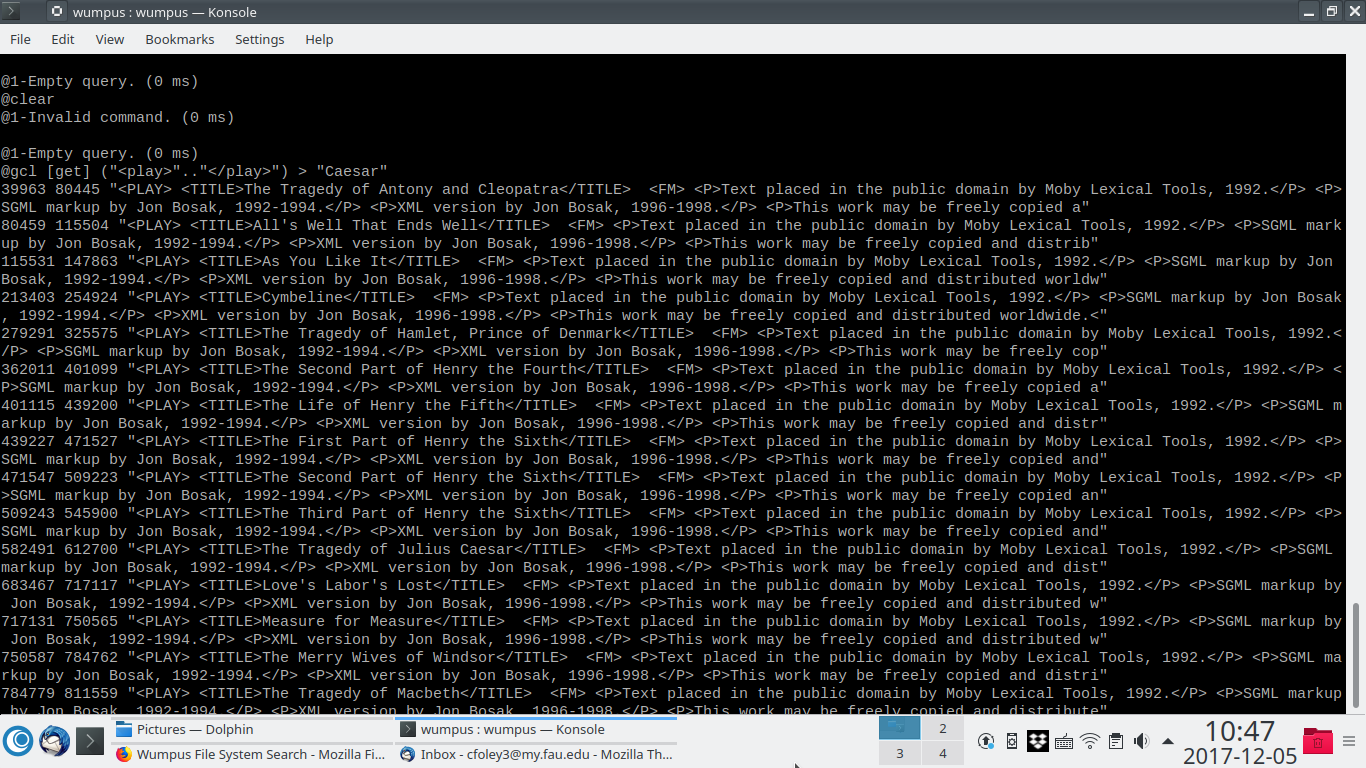 wumpus : wumpus — Konsole
File Edit View Bookmarks Settings Help
@1-Empty query. (0 ms)
@clear
@1-Invalid command. (0 ms)
@1-Empty query. (0 ms)
@gcl [get] ("<play>".."</play>") > "Caesar"
39963 80445 "<PLAY> <TITLE>The Tragedy of Antony and Cleopatra</TITLE>  <FM> <P>Text placed in the public domain by Moby Lexical Tools, 1992.</P> <P>
SGML markup by Jon Bosak, 1992-1994.</P> <P>XML version by Jon Bosak, 1996-1998.</P> <P>This work may be freely copied a"
80459 115504 "<PLAY> <TITLE>All's Well That Ends Well</TITLE>  <FM> <P>Text placed in the public domain by Moby Lexical Tools, 1992.</P> <P>SGML mark
up by Jon Bosak, 1992-1994.</P> <P>XML version by Jon Bosak, 1996-1998.</P> <P>This work may be freely copied and distrib"
115531 147863 "<PLAY> <TITLE>As You Like It</TITLE>  <FM> <P>Text placed in the public domain by Moby Lexical Tools, 1992.</P> <P>SGML markup by Jon
Bosak, 1992-1994.</P> <P>XML version by Jon Bosak, 1996-1998.</P> <P>This work may be freely copied and distributed worldw"
213403 254924 "<PLAY> <TITLE>Cymbeline</TITLE>  <FM> <P>Text placed in the public domain by Moby Lexical Tools, 1992.</P> <P>SGML markup by Jon Bosak
, 1992-1994.</P> <P>XML version by Jon Bosak, 1996-1998.</P> <P>This work may be freely copied and distributed worldwide.<"
279291 325575 "<PLAY> <TITLE>The Tragedy of Hamlet, Prince of Denmark</TITLE>  <FM> <P>Text placed in the public domain by Moby Lexical Tools, 1992.<
/P> <P>SGML markup by Jon Bosak, 1992-1994.</P> <P>XML version by Jon Bosak, 1996-1998.</P> <P>This work may be freely cop"
362011 401099 "<PLAY> <TITLE>The Second Part of Henry the Fourth</TITLE>  <FM> <P>Text placed in the public domain by Moby Lexical Tools, 1992.</P> <
P>SGML markup by Jon Bosak, 1992-1994.</P> <P>XML version by Jon Bosak, 1996-1998.</P> <P>This work may be freely copied a"
401115 439200 "<PLAY> <TITLE>The Life of Henry the Fifth</TITLE>  <FM> <P>Text placed in the public domain by Moby Lexical Tools, 1992.</P> <P>SGML m
arkup by Jon Bosak, 1992-1994.</P> <P>XML version by Jon Bosak, 1996-1998.</P> <P>This work may be freely copied and distr"
439227 471527 "<PLAY> <TITLE>The First Part of Henry the Sixth</TITLE>  <FM> <P>Text placed in the public domain by Moby Lexical Tools, 1992.</P> <P>
SGML markup by Jon Bosak, 1992-1994.</P> <P>XML version by Jon Bosak, 1996-1998.</P> <P>This work may be freely copied and"
471547 509223 "<PLAY> <TITLE>The Second Part of Henry the Sixth</TITLE>  <FM> <P>Text placed in the public domain by Moby Lexical Tools, 1992.</P> <P
>SGML markup by Jon Bosak, 1992-1994.</P> <P>XML version by Jon Bosak, 1996-1998.</P> <P>This work may be freely copied an"
509243 545900 "<PLAY> <TITLE>The Third Part of Henry the Sixth</TITLE>  <FM> <P>Text placed in the public domain by Moby Lexical Tools, 1992.</P> <P>
SGML markup by Jon Bosak, 1992-1994.</P> <P>XML version by Jon Bosak, 1996-1998.</P> <P>This work may be freely copied and"
582491 612700 "<PLAY> <TITLE>The Tragedy of Julius Caesar</TITLE>  <FM> <P>Text placed in the public domain by Moby Lexical Tools, 1992.</P> <P>SGML
markup by Jon Bosak, 1992-1994.</P> <P>XML version by Jon Bosak, 1996-1998.</P> <P>This work may be freely copied and dist"
683467 717117 "<PLAY> <TITLE>Love's Labor's Lost</TITLE>  <FM> <P>Text placed in the public domain by Moby Lexical Tools, 1992.</P> <P>SGML markup by
Jon Bosak, 1992-1994.</P> <P>XML version by Jon Bosak, 1996-1998.</P> <P>This work may be freely copied and distributed w"
717131 750565 "<PLAY> <TITLE>Measure for Measure</TITLE>  <FM> <P>Text placed in the public domain by Moby Lexical Tools, 1992.</P> <P>SGML markup by
Jon Bosak, 1992-1994.</P> <P>XML version by Jon Bosak, 1996-1998.</P> <P>This work may be freely copied and distributed w"
750587 784762 "<PLAY> <TITLE>The Merry Wives of Windsor</TITLE>  <FM> <P>Text placed in the public domain by Moby Lexical Tools, 1992.</P> <P>SGML ma
rkup by Jon Bosak, 1992-1994.</P> <P>XML version by Jon Bosak, 1996-1998.</P> <P>This work may be freely copied and distri"
784779 811559 "<PLAY> <TITLE>The Tragedy of Macbeth</TITLE>  <FM> <P>Text placed in the public domain by Moby Lexical Tools, 1992.</P> <P>SGML markup
by Jon Bosak, 1992-1994.</P> <P>XML version by Jon Bosak, 1996-1998.</P> <P>This work may be freely copied and distribute"
Pictures — Dolphin
wumpus : wumpus — Konsole
Wumpus File System Search - Mozilla Fi...
Inbox - cfoley3@my.fau.edu - Mozilla Th...
2
3 4
10:47
2017-12-05